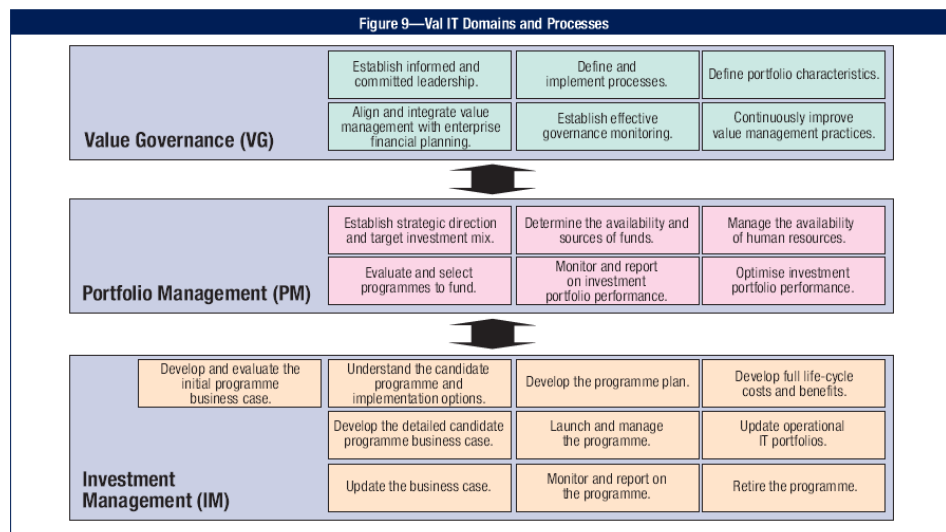 Figure 9—Val IT Domains and Processes
Establish informed and
committed leadership.
Define and
implement processes.
Define portfolio characteristics.
Align and integrate value
management with enterprise
financial planning.
Establish effective
governance monitoring.
Continuously improve
value management practices.
Value Governance (VG)
Establish strategic direction
and target investment mix.
Determine the availability and
sources of funds.
Manage the availability
of human resources.
Evaluate and select
programmes to fund.
Monitor and report
on investment
portfolio performance.
Optimise investment
portfolio performance.
Portfolio Management (PM)
Develop and evaluate the
initial programme
business case.
Understand the candidate
programme and
implementation options.
Develop the programme plan.
Develop full life-cycle
costs and benefits.
Develop the detailed candidate
programme business case.
Launch and manage
the programme.
Update operational
IT portfolios.
Update the business case.
Monitor and report on
the programme.
Retire the programme.
Investment
Management (IM)